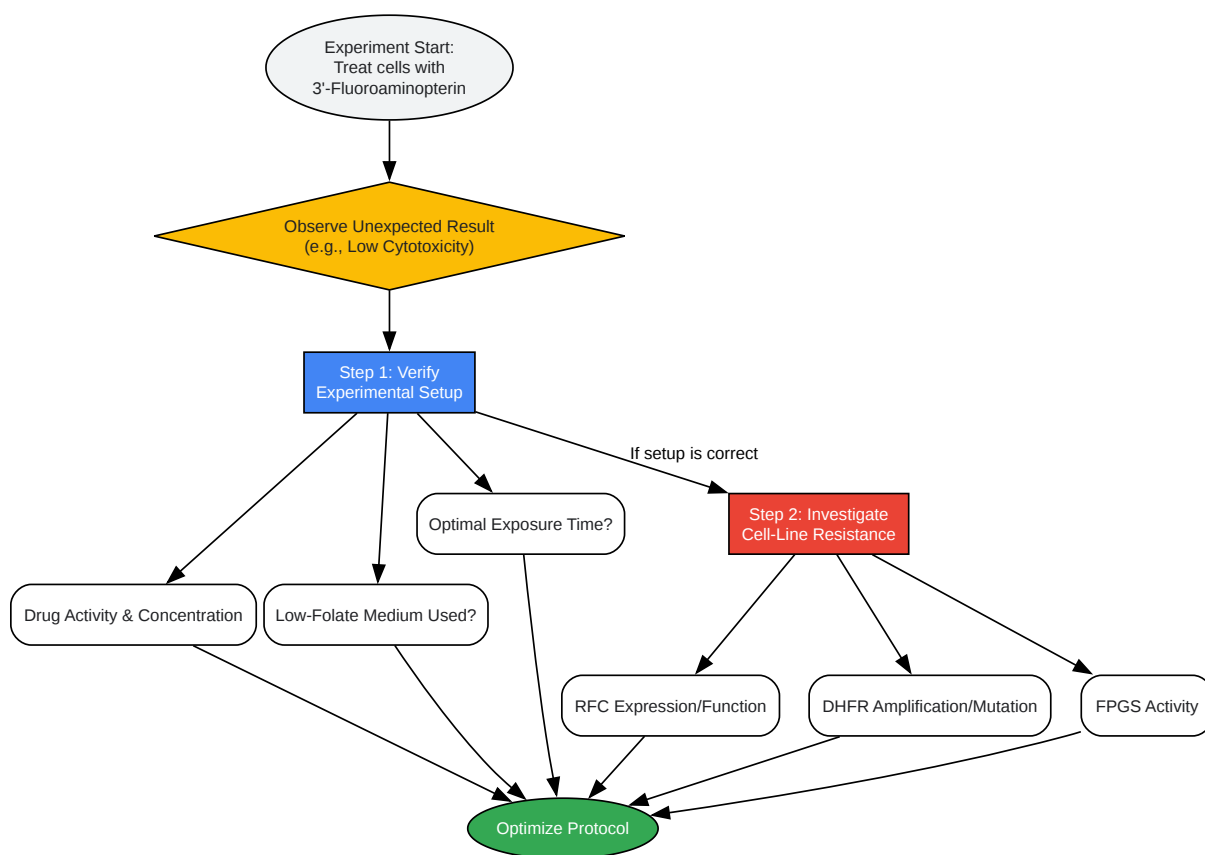 Experiment Start:
Treat cells with
3'-Fluoroaminopterin
Observe Unexpected Result
(e.g., Low Cytotoxicity)
Step 1: Verify
Experimental Setup
If setup is correct
Optimal Exposure Time?
Step 2: Investigate
Cell-Line Resistance
Drug Activity & Concentration
Low-Folate Medium Used?
RFC Expression/Function
DHFR Amplification/Mutation
FPGS Activity
Optimize Protocol